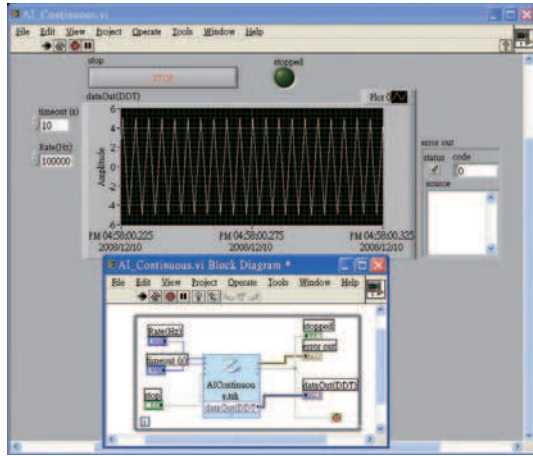 AI_Continuous.vi
File Edit View Project Operate Tools Window Help
stop
stopped
STOP
dataOut(DDT)
Plot 0
timeout (s)
10
Rate(Hz)
100000
Amplitude
6
4
2
0
-2
-4
-6
PM 04:58:00.225
2008/12/10
PM 04:58:00.275
2008/12/10
PM 04:58:00.325
2008/12/10
error out
status code
0
source
AI_Continuous.vi Block Diagram *
File Edit View Project Operate Tools Window Help
Rate(Hz)
timeout (s)
stop
AIContinuou
s.tsk
dataOut(DDT
stopped
error out
dataOut(DDT)
i